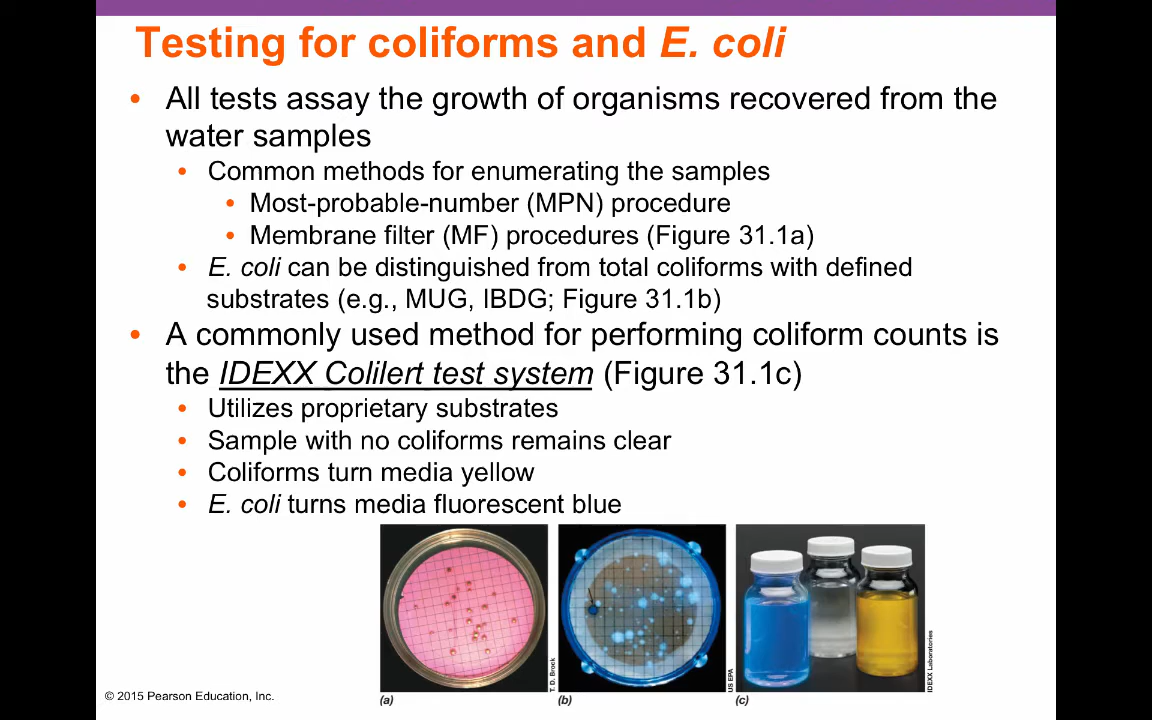 Testing for coliforms and E. coli
• All tests assay the growth of organisms recovered from the
water samples
• Common methods for enumerating the samples
• Most-probable-number (MPN) procedure
• Membrane filter (MF) procedures (Figure 31.1a)
• E. coli can be distinguished from total coliforms with defined
substrates (e.g., MUG, IBDG; Figure 31.1b)
• A commonly used method for performing coliform counts is
the IDEXX Colilert test system (Figure 31.1c)
• Utilizes proprietary substrates
• Sample with no coliforms remains clear
• Coliforms turn media yellow
• E. coli turns media fluorescent blue
T. D. Brock
US EPA
IDEXX Laboratories
(a)
(b)
(c)
© 2015 Pearson Education, Inc.